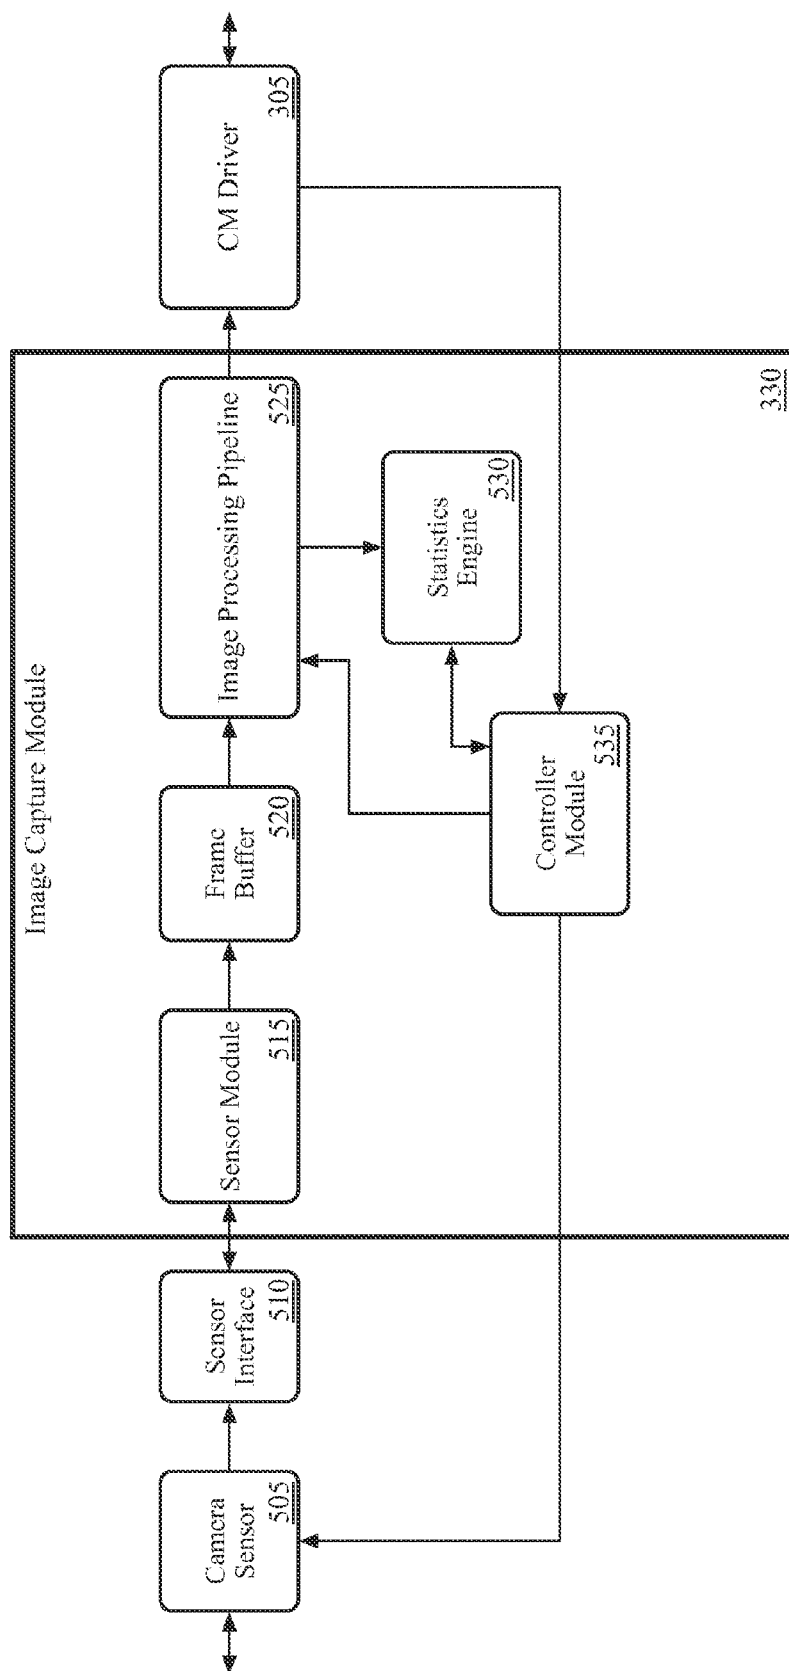 Image Capture Module
Camera
Sensor
505
Sensor
Interface
510
Sensor Module
515
Frame
Buffer
520
Image Processing Pipeline
525
CM Driver
305
Statistics
Engine
530
Controller
Module
535
330